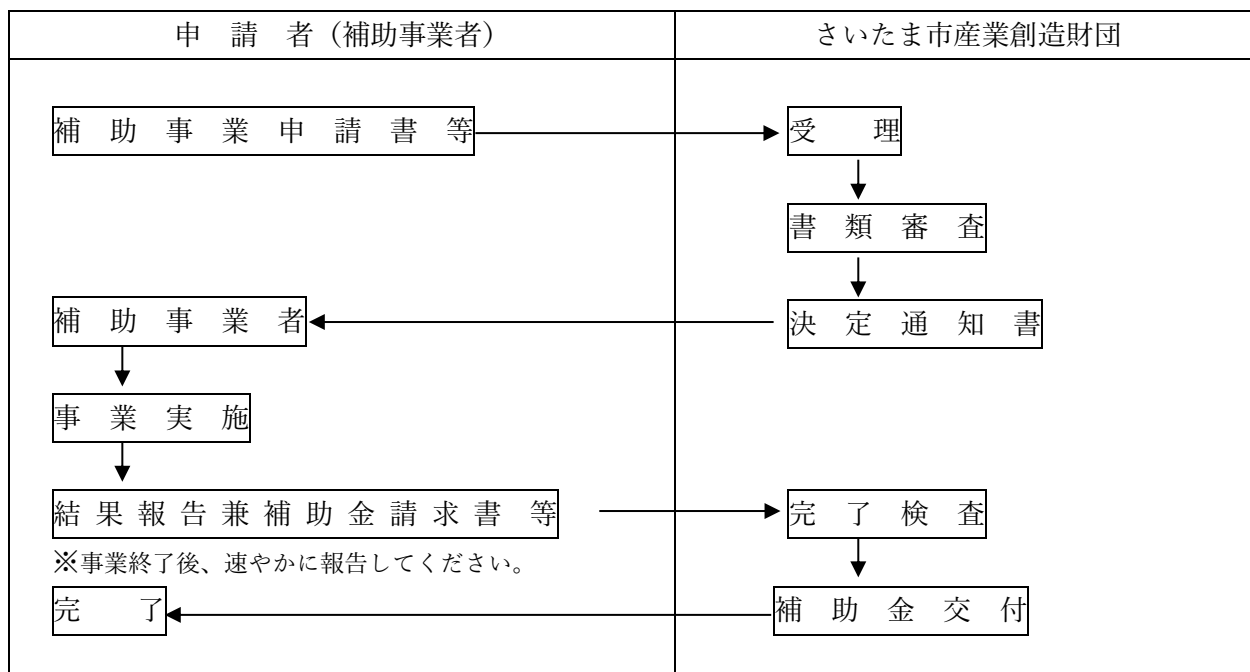 申請者（補助事業者）
さいたま市産業創造財団
補助事業申請書等
受理
書類審査
補助事業者
決定通知書
事業実施
結果報告兼補助金請求書等
完了検査
※事業終了後、速やかに報告してください。
完了
補助金交付